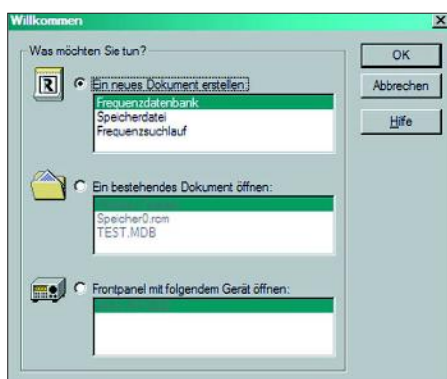 Willkommen
Was möchten Sie tun?
Ein neues Dokument erstellen:
Frequenzdatenbank
Speicherdatei
Frequenzsuchlauf
Ein bestehendes Dokument öffnen:
Speicher0.rcm
TEST.MDB
Frontpanel mit folgendem Gerät öffnen:
OK
Abbrechen
Hilfe